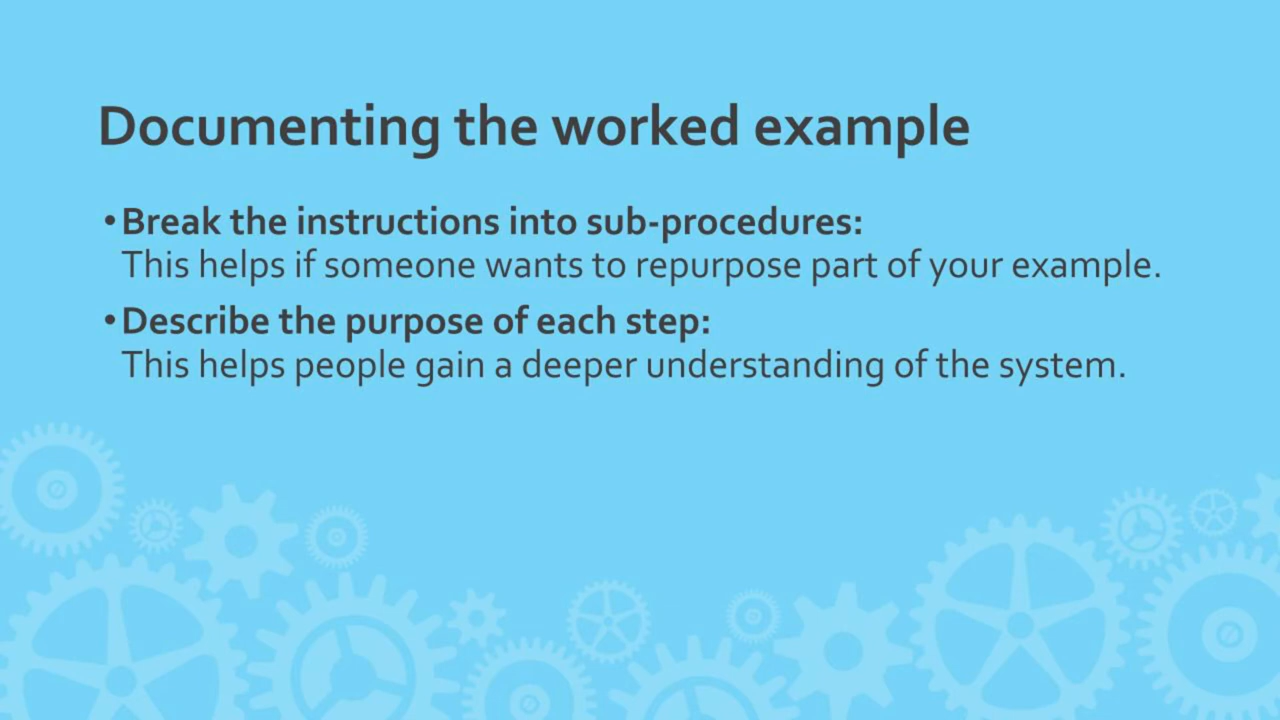 Documenting the worked example
•Break the instructions into sub-procedures:
This helps if someone wants to repurpose part of your example.
•Describe the purpose of each step:
This helps people gain a deeper understanding of the system.